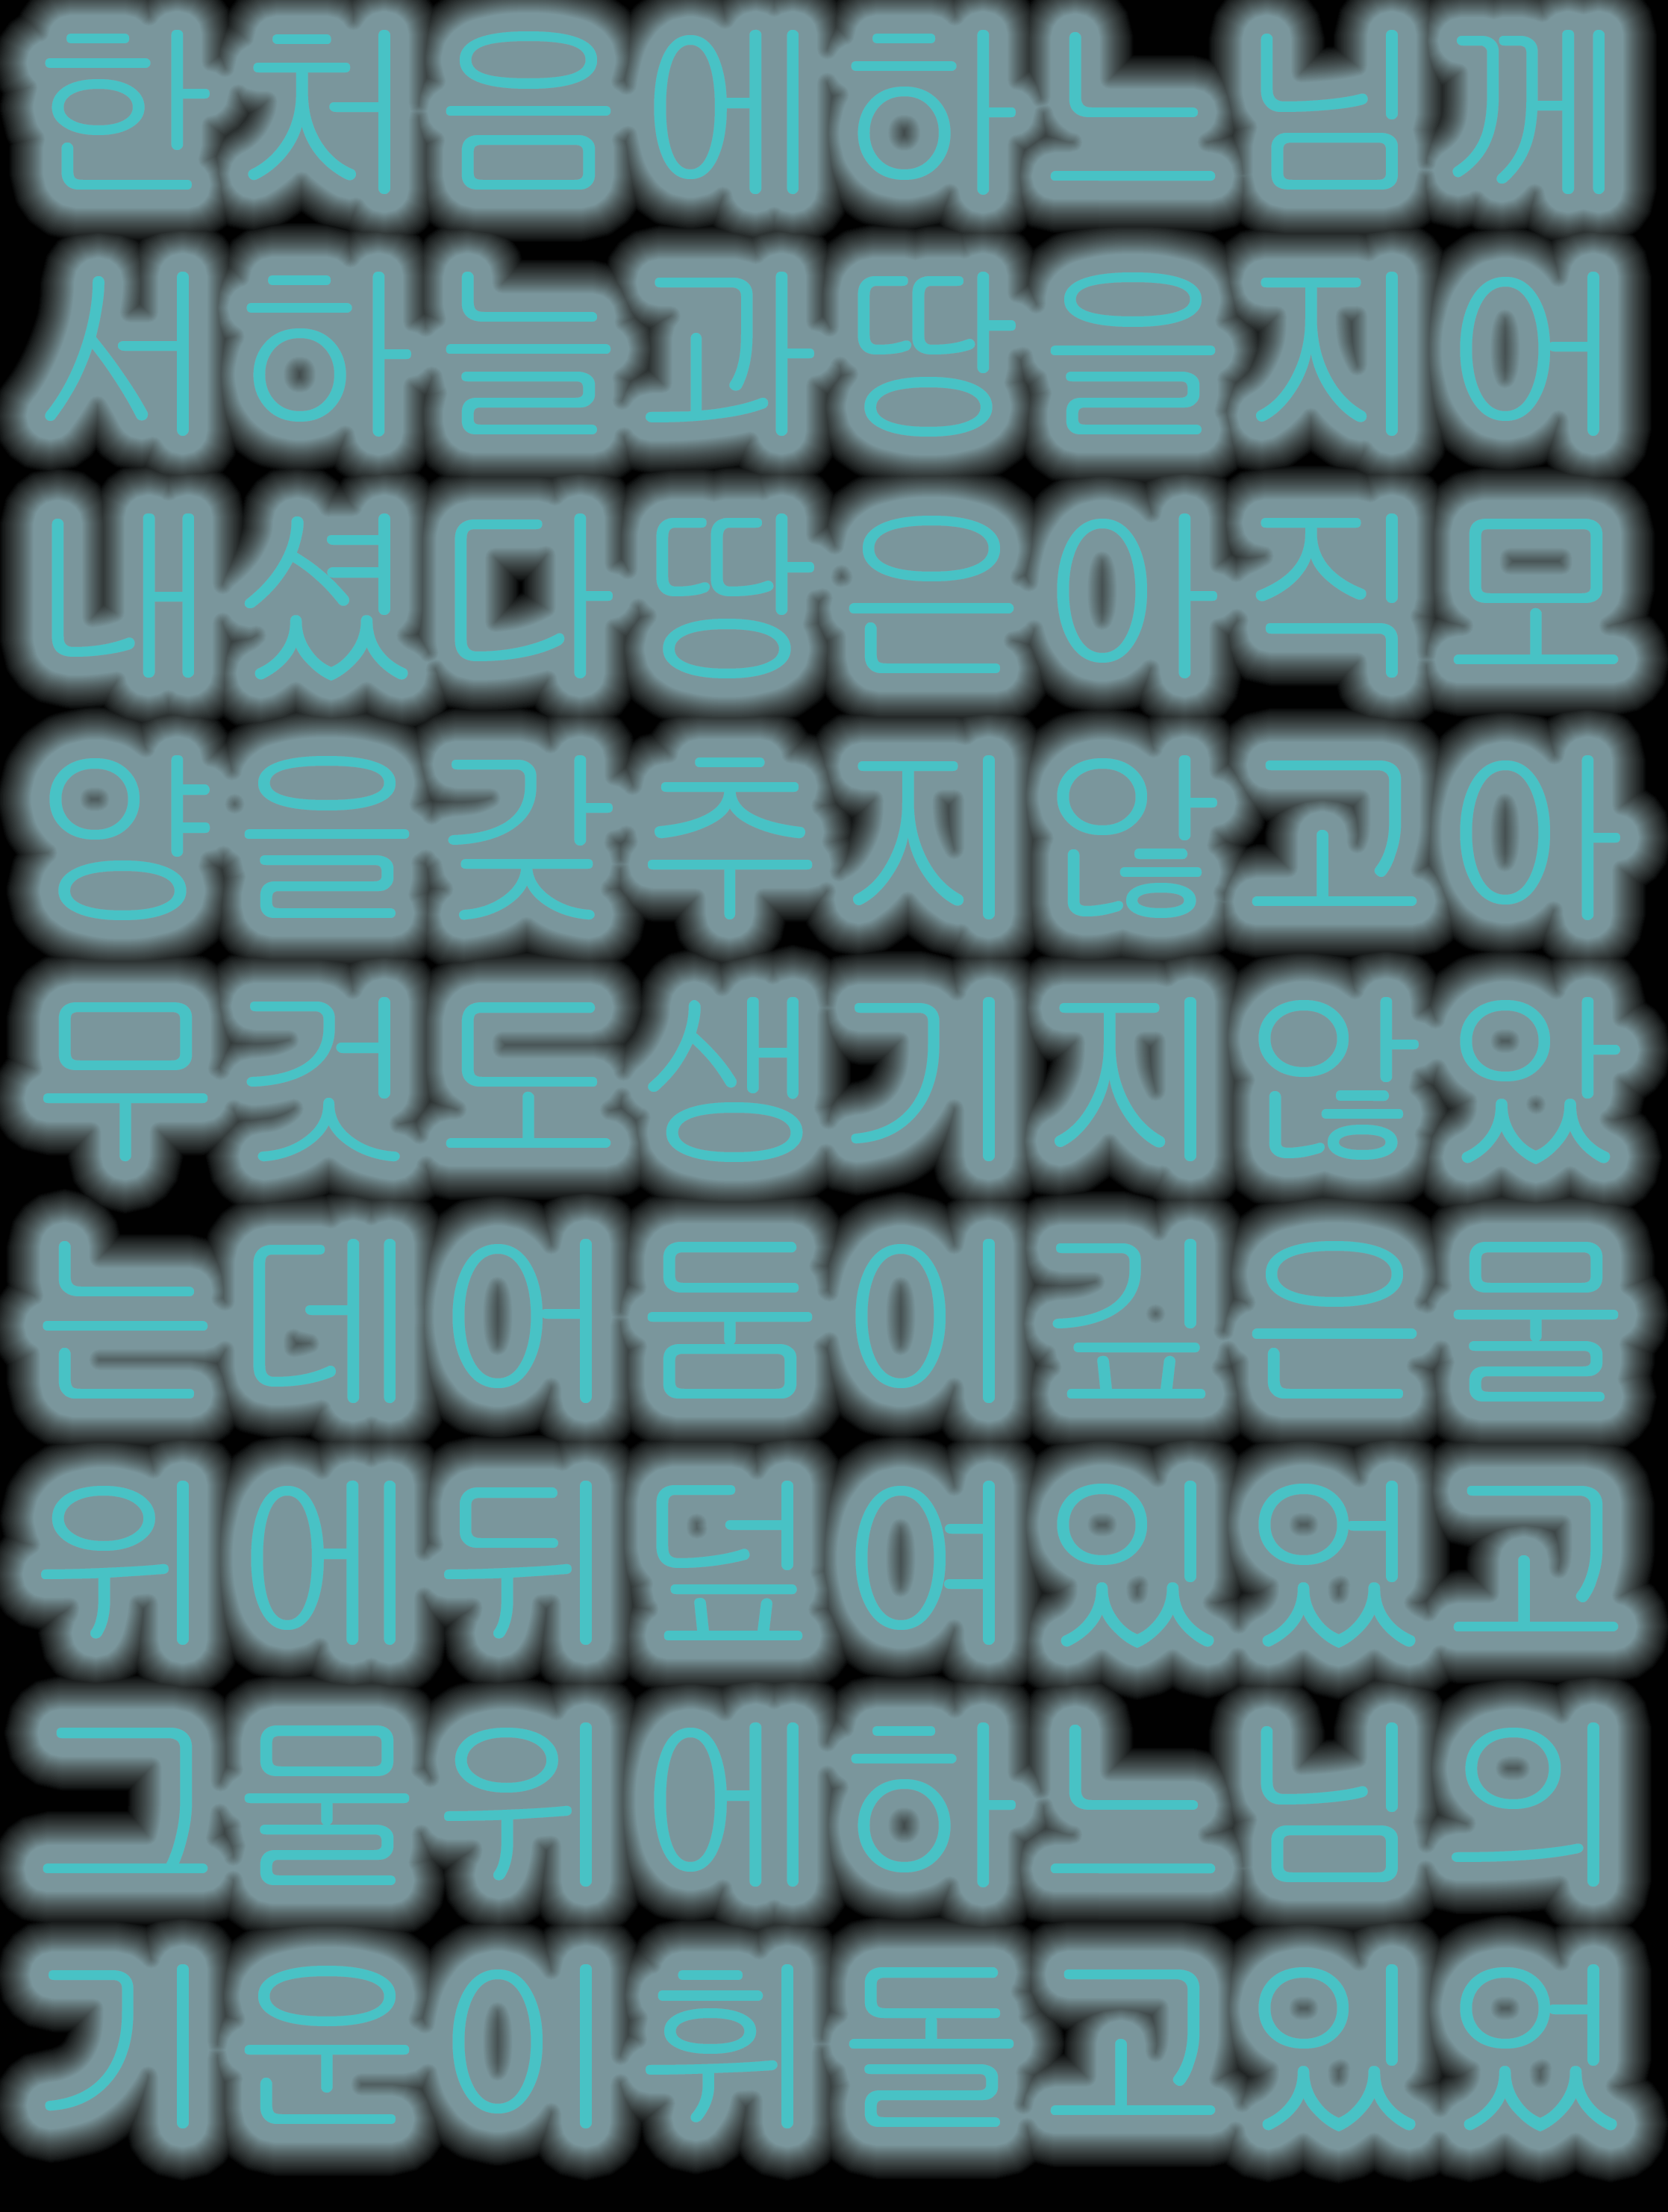 한처음에하느님께
서하늘과땅을지어
내셨다땅은아직모
양을갖추지않고아
무것도생기지않았
는데어둠이깊은물
위에뒤덮여있었고
그물위에하느님의
기운이휘돌고있었